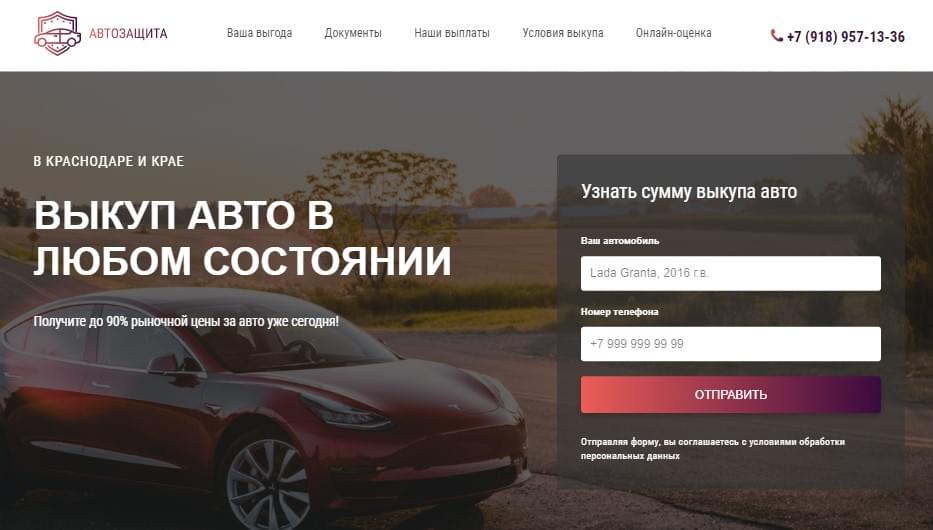 АВТОЗАЩИТА
Ваша выгода
Документы
Наши выплаты
Условия выкупа
Онлайн-оценка
+7 (918) 957-13-36
В КРАСНОДАРЕ И КРАЕ
ВЫКУП АВТО В
ЛЮБОМ СОСТОЯНИИ
Получите до 90% рыночной цены за авто уже сегодня!
Узнать сумму выкупа авто
Ваш автомобиль
Lada Granta, 2016 г.в.
Номер телефона
+7 999 999 99 99
ОТПРАВИТЬ
Отправляя форму, вы соглашаетесь с условиями обработки
персональных данных